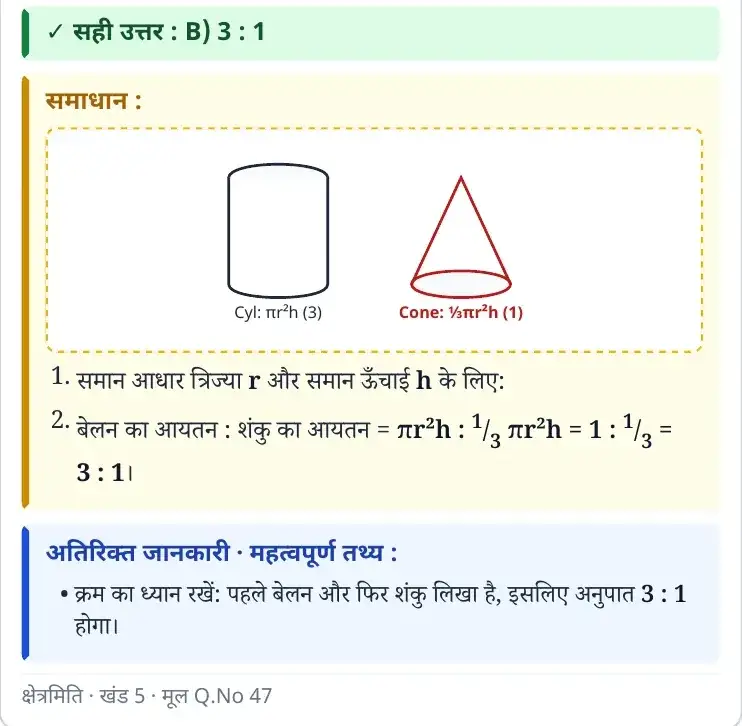 ✓ सही उत्तर : B) 3 : 1
समाधान :
Cyl: πr²h (3)
Cone: ⅓πr²h (1)
1. समान आधार त्रिज्या r और समान ऊँचाई h के लिए:
2. बेलन का आयतन : शंकु का आयतन = πr²h : 1/3 πr²h = 1 : 1/3 =
3 : 1।
अतिरिक्त जानकारी · महत्वपूर्ण तथ्य :
• क्रम का ध्यान रखें: पहले बेलन और फिर शंकु लिखा है, इसलिए अनुपात 3 : 1
होगा।
क्षेत्रमिति · खंड 5 · मूल Q.No 47